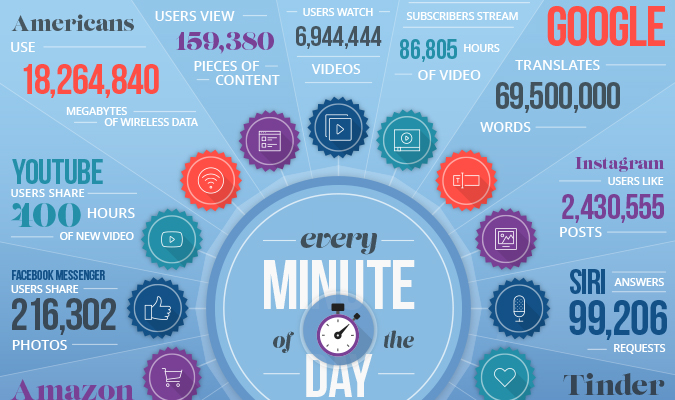 Americans
USE
18,264,840
MEGABYTES
OF WIRELESS DATA
USERS VIEW
159,380
PIECES OF
CONTENT
USERS WATCH
6,944,444
VIDEOS
SUBSCRIBERS STREAM
86,805 HOURS
OF VIDEO
GOOGLE
TRANSLATES
69,500,000
WORDS
YOUTUBE
USERS SHARE
400 HOURS
OF NEW VIDEO
Instagram
USERS LIKE
2,430,555
POSTS
FACEBOOK MESSENGER
USERS SHARE
216,302
PHOTOS
SIRI ANSWERS
99,206
REQUESTS
every
MINUTE
of the
DAY
Amazon
Tinder